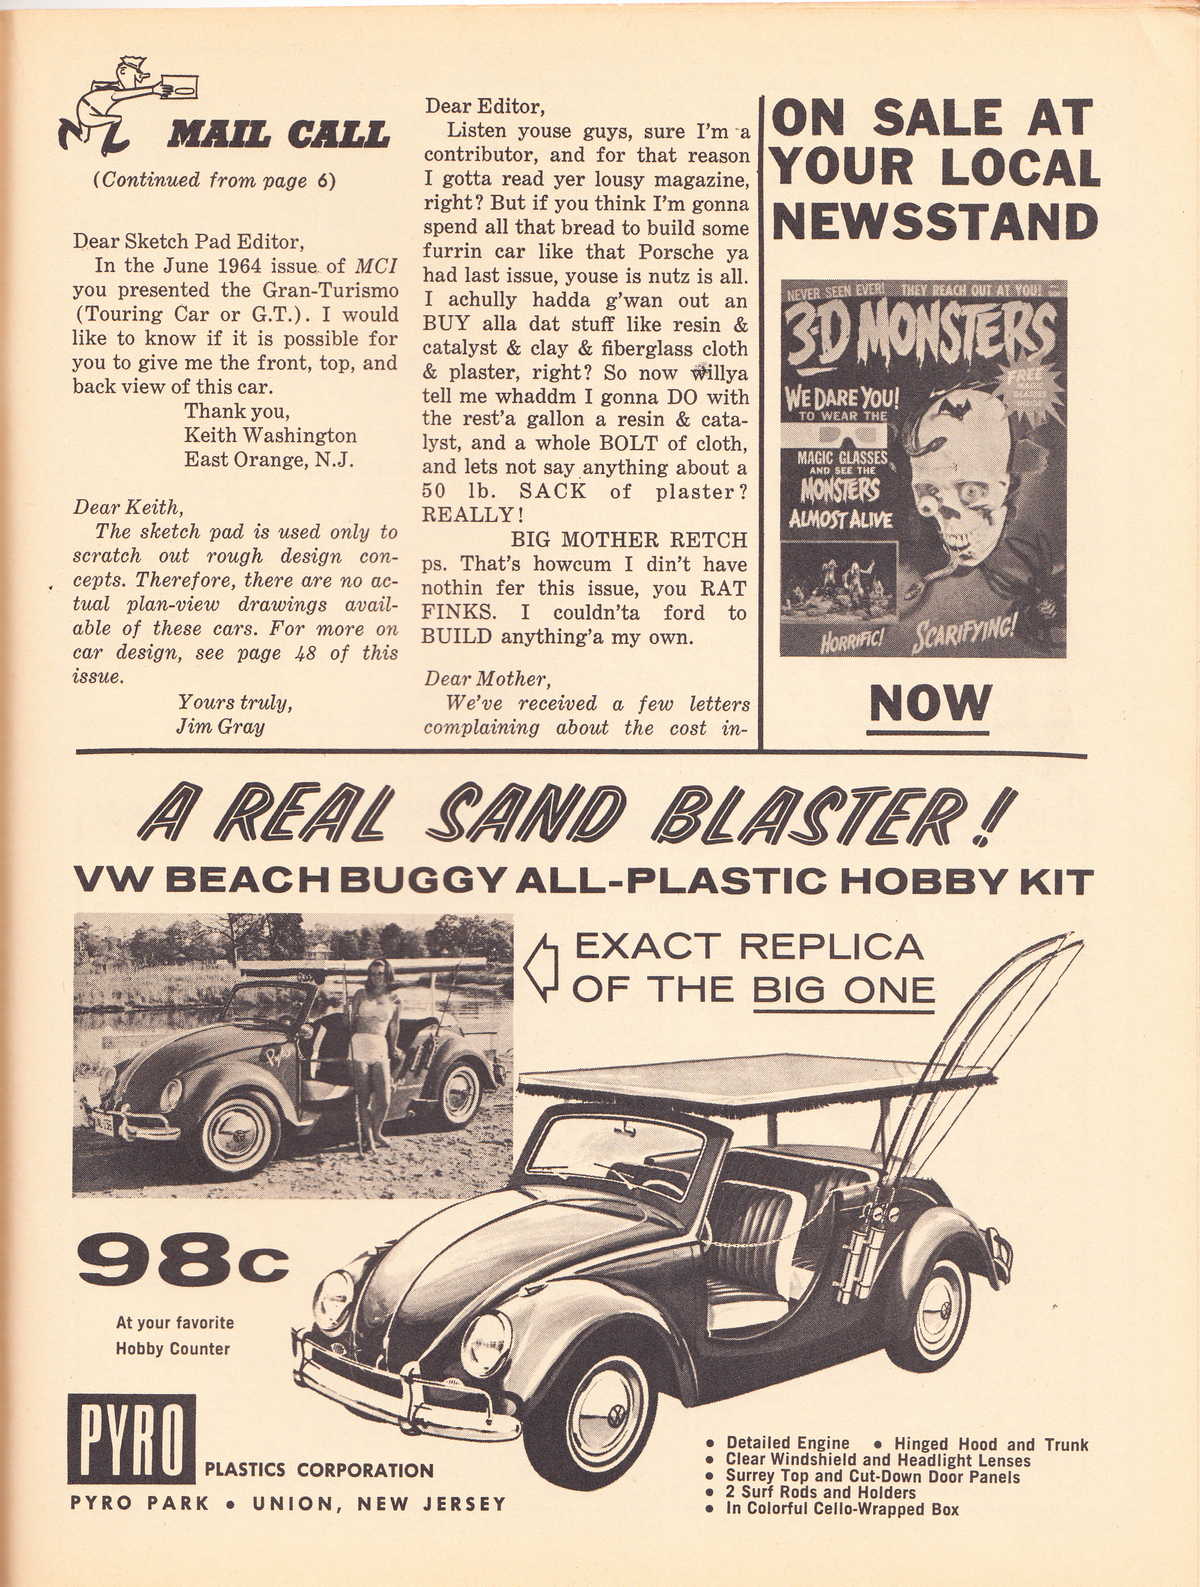 MAIL CALL
(Continued from page 6)
Dear Sketch Pad Editor,
In the June 1964 issue of MCI
you presented the Gran-Turismo
(Touring Car or G.T.). I would
like to know if it is possible for
you to give me the front, top, and
back view of this car.
Thank you,
Keith Washington
East Orange, N.J.
Dear Keith,
The sketch pad is used only to
scratch out rough design con-
cepts. Therefore, there are no ac-
tual plan-view drawings avail-
able of these cars. For more on
car design, see page 48 of this
issue.
Yours truly,
Jim Gray
Dear Editor,
Listen youse guys, sure I'm a
contributor, and for that reason
I gotta read yer lousy magazine,
right? But if you think I'm gonna
spend all that bread to build some
furrin car like that Porsche ya
had last issue, youse is nutz is all.
I achully hadda g'wan out an
BUY alla dat stuff like resin &
catalyst & clay & fiberglass cloth
& plaster, right? So now willya
tell me whaddm I gonna DO with
the rest'a gallon a resin & cata-
lyst, and a whole BOLT of cloth,
and lets not say anything about a
50 lb. SACK of plaster?
REALLY!
BIG MOTHER RETCH
ps. That's howcum I din't have
nothin fer this issue, you RAT
FINKS. I couldn'ta ford to
BUILD anything'a my own.
Dear Mother,
We've received a few letters
complaining about the cost in-
ON SALE AT
YOUR LOCAL
NEWSSTAND
NEVER SEEN EVER! THEY REACH OUT AT YOU!
3-D MONSTERS
FREE
MAGIC
GLASSES
INSIDE
WE DARE YOU!
TO WEAR THE
MAGIC GLASSES
AND SEE THE
MONSTERS
ALMOST ALIVE
HORRIFIC!
SCARIFYING!
NOW
A REAL SAND BLASTER!
VW BEACH BUGGY ALL-PLASTIC HOBBY KIT
EXACT REPLICA
OF THE BIG ONE
Pyro
98c
At your favorite
Hobby Counter
PYRO
PLASTICS CORPORATION
PYRO PARK • UNION, NEW JERSEY
• Detailed Engine • Hinged Hood and Trunk
• Clear Windshield and Headlight Lenses
• Surrey Top and Cut-Down Door Panels
• 2 Surf Rods and Holders
• In Colorful Cello-Wrapped Box